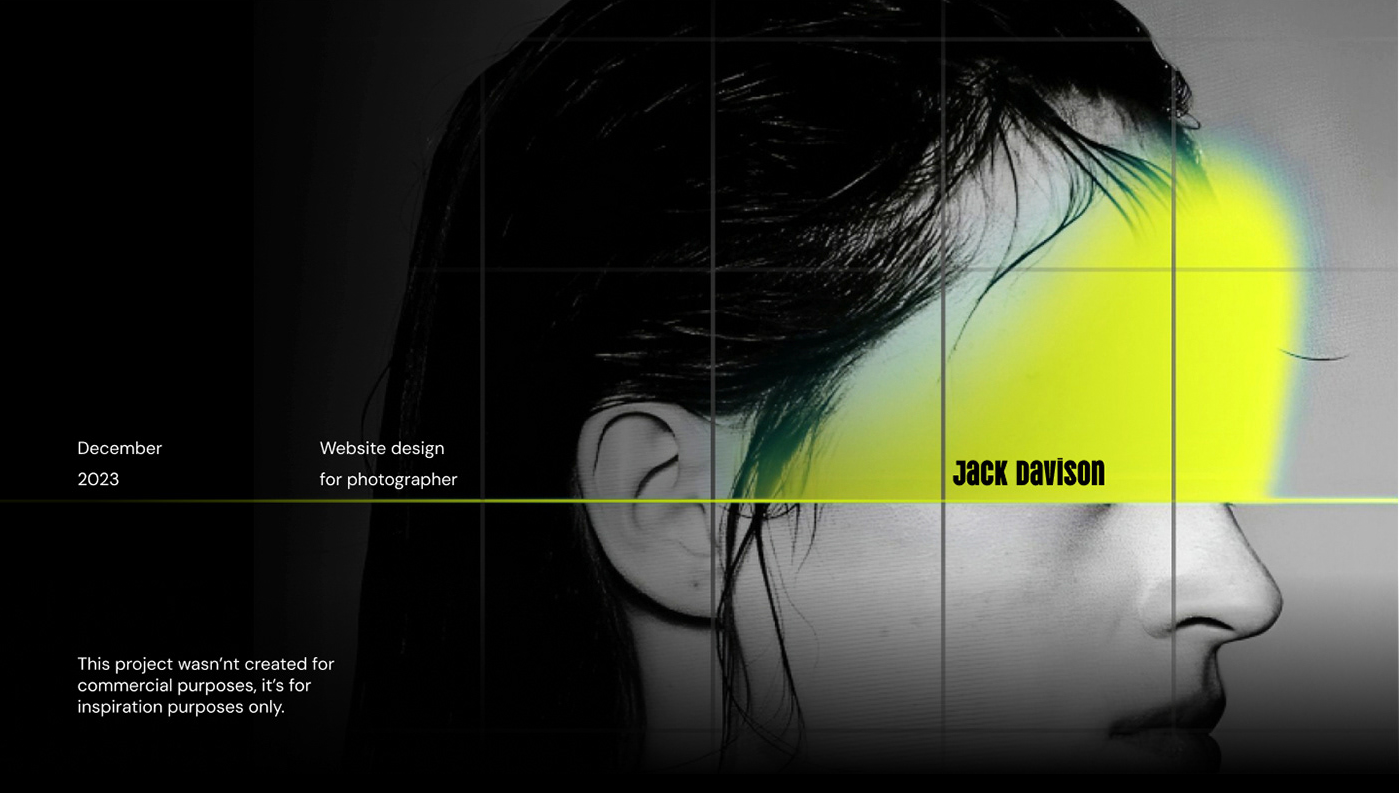 December
2023
Website design
for photographer
Jack Davison
This project wasn’nt created for
commercial purposes, it’s for
inspiration purposes only.